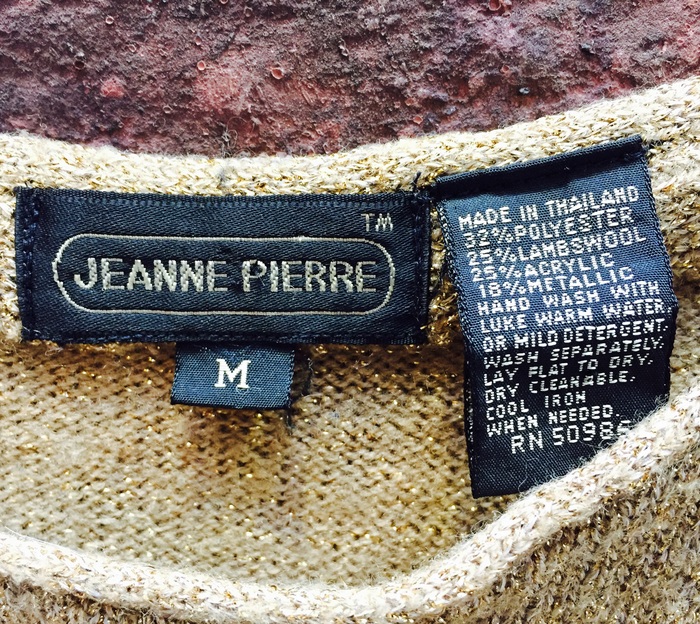 TM
JEANNE PIERRE
M
MADE IN THAILAND
32% POLYESTER
25% LAMBSWOOL
25% ACRYLIC
18% METALLIC
HAND WASH WITH
LUKE WARM WATER
OR MILD DETERGENT.
WASH SEPARATELY.
LAY FLAT TO DRY.
DRY CLEANABLE.
COOL IRON
WHEN NEEDED.
RN